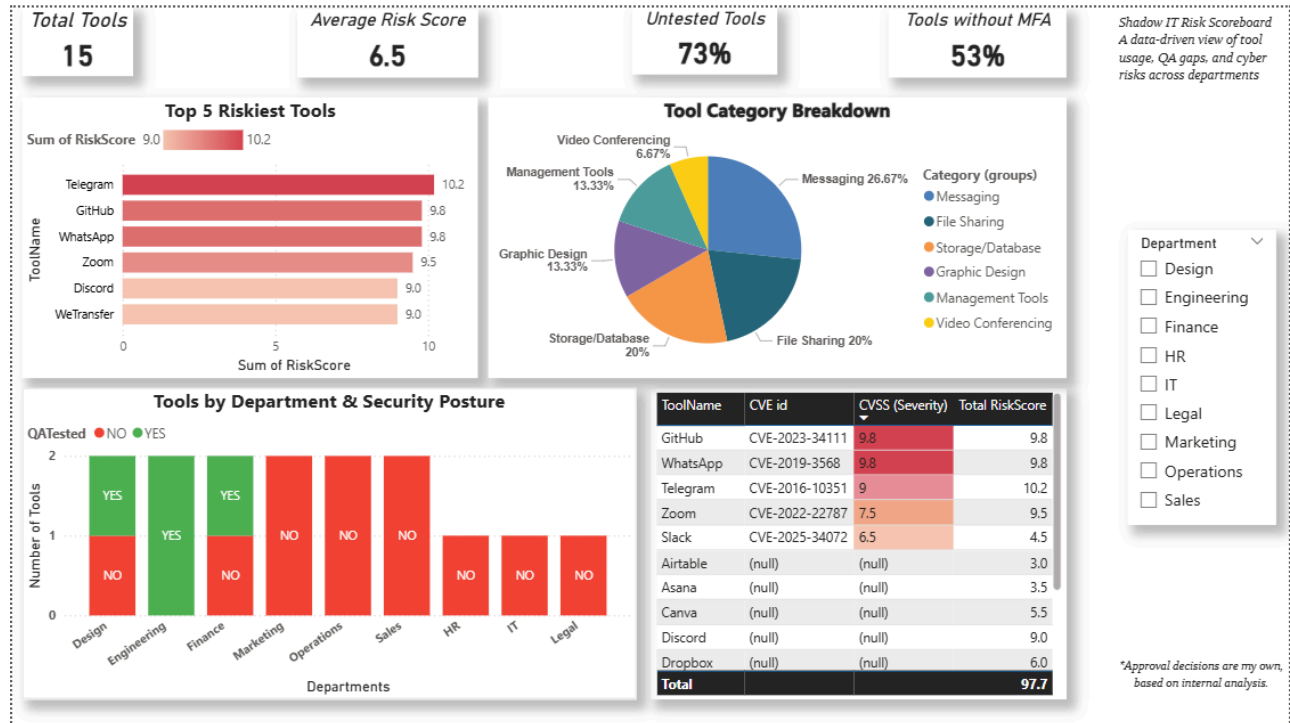 Total Tools
15
Average Risk Score
6.5
Untested Tools
73%
Tools without MFA
53%
Shadow IT Risk Scoreboard
A data-driven view of tool
usage, QA gaps, and cyber
risks across departments
Top 5 Riskiest Tools
Sum of RiskScore 9.0 10.2
ToolName
Telegram 10.2
GitHub 9.8
WhatsApp 9.8
Zoom 9.5
Discord 9.0
WeTransfer 9.0
0 5 10
Sum of RiskScore
Tool Category Breakdown
Video Conferencing
6.67%
Management Tools
13.33%
Graphic Design
13.33%
Storage/Database
20%
Messaging 26.67%
File Sharing 20%
Category (groups)
Messaging
File Sharing
Storage/Database
Graphic Design
Management Tools
Video Conferencing
Department
Design
Engineering
Finance
HR
IT
Legal
Marketing
Operations
Sales
Tools by Department & Security Posture
QATested NO YES
Number of Tools
2
1
0
YES
NO
YES
YES
NO
NO
NO
NO
NO
NO
NO
Design
Engineering
Finance
Marketing
Operations
Sales
HR
IT
Legal
Departments
ToolName CVE id CVSS (Severity) Total RiskScore
GitHub CVE-2023-34111 9.8 9.8
WhatsApp CVE-2019-3568 9.8 9.8
Telegram CVE-2016-10351 9 10.2
Zoom CVE-2022-22787 7.5 9.5
Slack CVE-2025-34072 6.5 4.5
Airtable (null) (null) 3.0
Asana (null) (null) 3.5
Canva (null) (null) 5.5
Discord (null) (null) 9.0
Dropbox (null) (null) 6.0
Total 97.7
*Approval decisions are my own,
based on internal analysis.